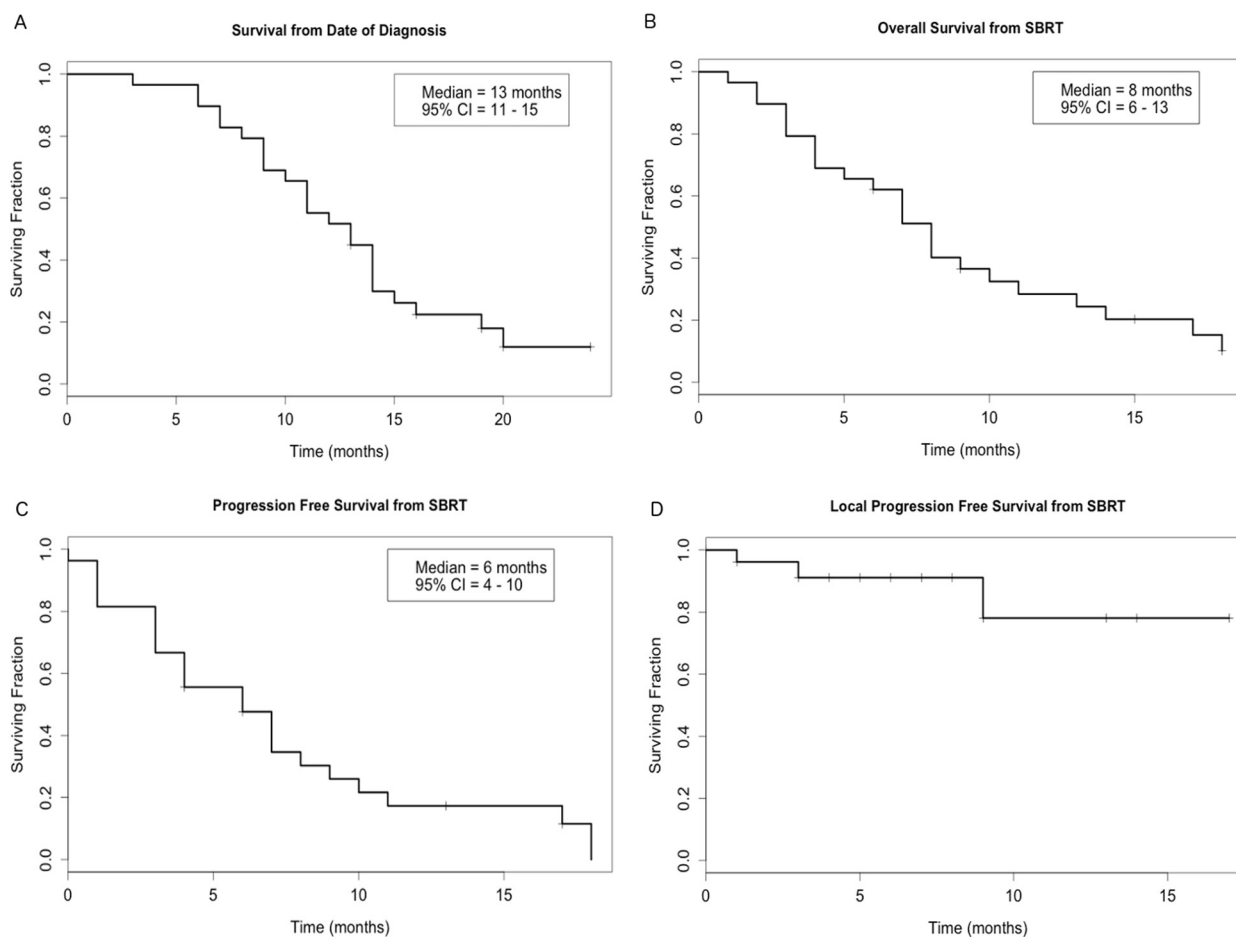 A
Survival from Date of Diagnosis
Median = 13 months
95% CI = 11 - 15
Surviving Fraction
0.0 0.2 0.4 0.6 0.8 1.0
0 5 10 15 20
Time (months)
B
Overall Survival from SBRT
Median = 8 months
95% CI = 6 - 13
Surviving Fraction
0.0 0.2 0.4 0.6 0.8 1.0
0 5 10 15
Time (months)
C
Progression Free Survival from SBRT
Median = 6 months
95% CI = 4 - 10
Surviving Fraction
0.0 0.2 0.4 0.6 0.8 1.0
0 5 10 15
Time (months)
D
Local Progression Free Survival from SBRT
Surviving Fraction
0.0 0.2 0.4 0.6 0.8 1.0
0 5 10 15
Time (months)